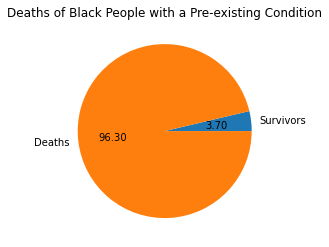 Deaths of Black People with a Pre-existing Condition
Survivors
3.70
96.30
Deaths